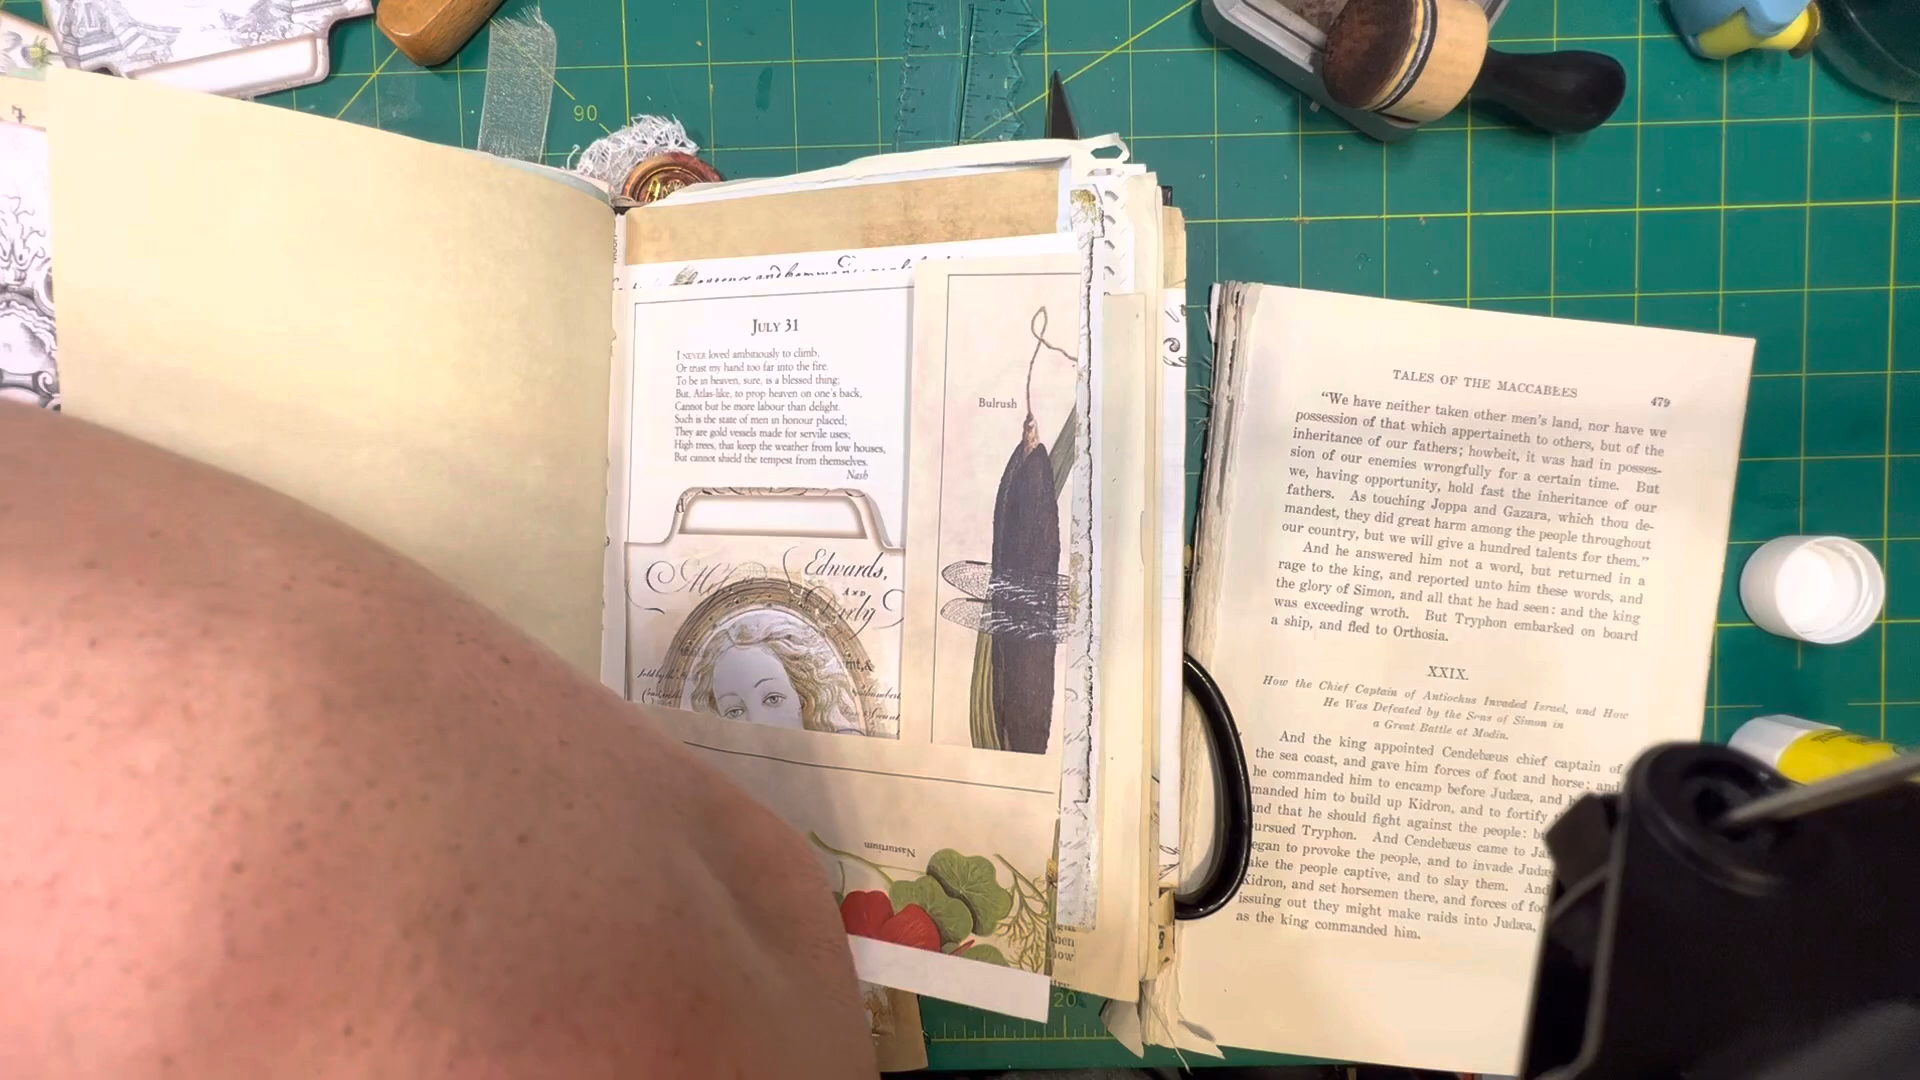 90
JULY 31
I NEVER loved ambitiously to climb,
Or trust my hand too far into the fire.
To be in heaven, sure, is a blessed thing;
But, Atlas-like, to prop heaven on one's back,
Cannot but be more labour than delight.
Such is the state of men in honour placed;
They are gold vessels made for servile uses;
High trees, that keep the weather from low houses,
But cannot shield the tempest from themselves.
Nash
d
Edwards,
AND
Darly
Bulrush
Nasturtium
20
TALES OF THE MACCABEES
479
"We have neither taken other men's land, nor have we
possession of that which appertaineth to others, but of the
inheritance of our fathers; howbeit, it was had in posses-
sion of our enemies wrongfully for a certain time. But
we, having opportunity, hold fast the inheritance of our
fathers. As touching Joppa and Gazara, which thou de-
mandest, they did great harm among the people throughout
our country, but we will give a hundred talents for them."
And he answered him not a word, but returned in a
rage to the king, and reported unto him these words, and
the glory of Simon, and all that he had seen: and the king
was exceeding wroth. But Tryphon embarked on board
a ship, and fled to Orthosia.
XXIX.
How the Chief Captain of Antiochus Invaded Israel, and How
He Was Defeated by the Sons of Simon in
a Great Battle at Modin.
And the king appointed Cendebæus chief captain of
the sea coast, and gave him forces of foot and horse: and
he commanded him to encamp before Judæa, and
manded him to build up Kidron, and to fortify
and that he should fight against the people:
ursued Tryphon. And Cendebæus came to
egan to provoke the people, and to invade
ake the people captive, and to slay them. And
Kidron, and set horsemen there, and forces of
issuing out they might make raids into Judæa,
as the king commanded him.